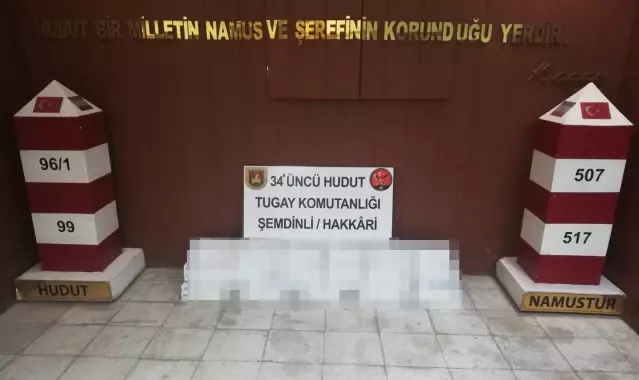 HUDUT BİR MİLLETİN NAMUS VE ŞEREFİNİN KORUNDUĞU YERDİR.
96/1
99
HUDUT
34'ÜNCÜ HUDUT
TUGAY KOMUTANLIĞI
ŞEMDİNLİ / HAKKÂRİ
507
517
NAMUSTUR